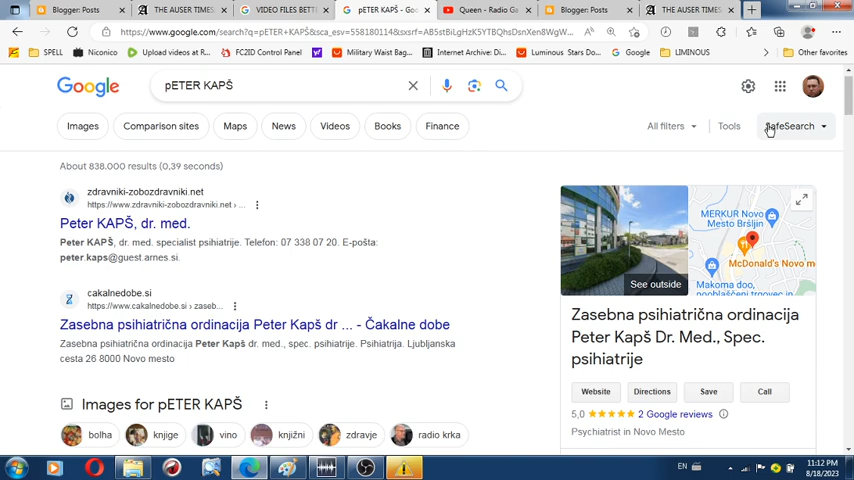 Blogger: Posts
THE AUSER TIMES
VIDEO FILES BETT
pETER KAPŠ - Goo
Queen - Radio Ga
Blogger: Posts
THE AUSER TIMES
https://www.google.com/search?q=pETER+KAPŠ&sca_esv=558180114&sxsrf=
SPELL
Niconico
Upload videos at R...
FC2ID Control Panel
Military Waist Bag...
Internet Archive: Di...
Luminous Stars Do...
Google
LIMINOUS
Other favorites
Google
pETER KAPŠ
Images
Comparison sites
Maps
News
Videos
Books
Finance
All filters
Tools
SafeSearch
About 838.000 results (0,39 seconds)
zdravniki-zobozdravniki.net
https://www.zdravniki-zobozdravniki.net › ...
Peter KAPŠ, dr. med.
Peter KAPŠ, dr. med. specialist psihiatrije. Telefon: 07 338 07 20. E-pošta:
peter.kaps@guest.arnes.si.
cakalnedobe.si
https://www.cakalnedobe.si › zaseb...
Zasebna psihiatrična ordinacija Peter Kapš dr ... - Čakalne dobe
Zasebna psihiatrična ordinacija Peter Kapš dr. med., spec. psihiatrije. Psihiatrija. Ljubljanska
cesta 26 8000 Novo mesto
Images for pETER KAPŠ
bolha
knjige
vino
knjižni
zdravje
radio krka
See outside
MERKUR Novo
Mesto Bršljin
McDonald's Novo m
Makoma doo,
Zasebna psihiatrična ordinacija
Peter Kapš Dr. Med., Spec.
psihiatrije
Website
Directions
Save
Call
5,0
2 Google reviews
Psychiatrist in Novo Mesto
EN
11:12 PM
8/18/2023